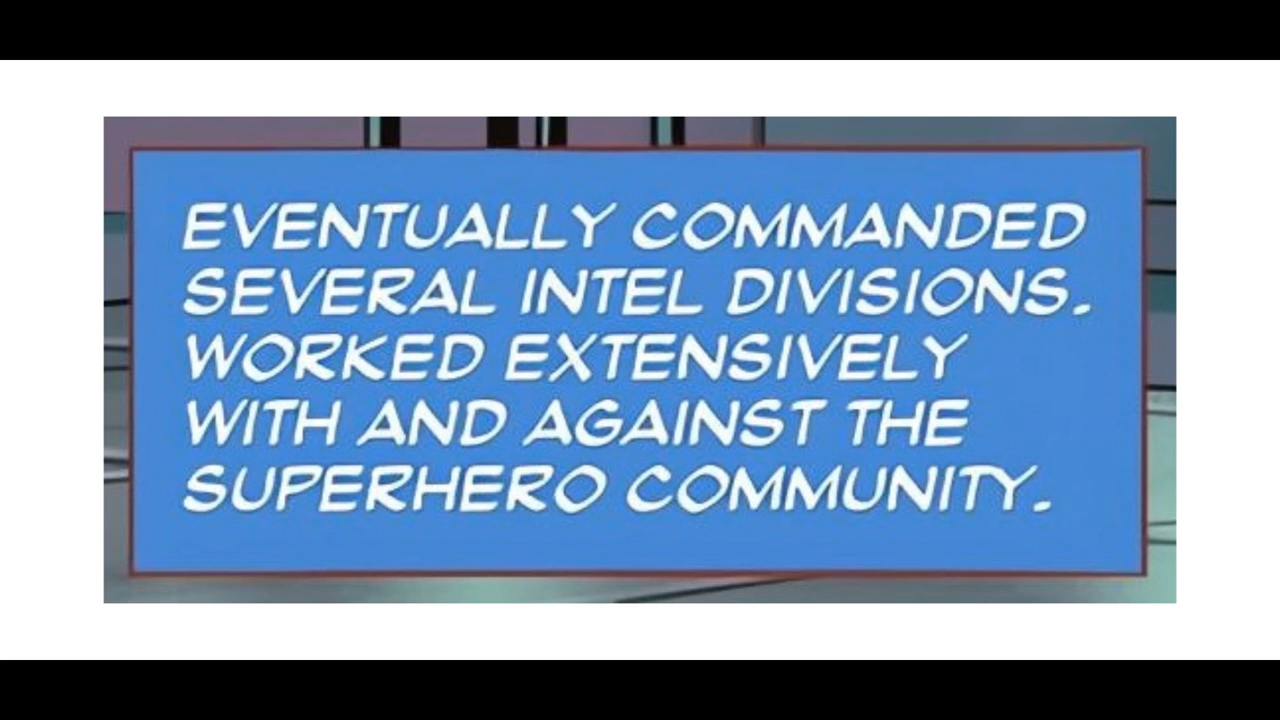 EVENTUALLY COMMANDED
SEVERAL INTEL DIVISIONS.
WORKED EXTENSIVELY
WITH AND AGAINST THE
SUPERHERO COMMUNITY.